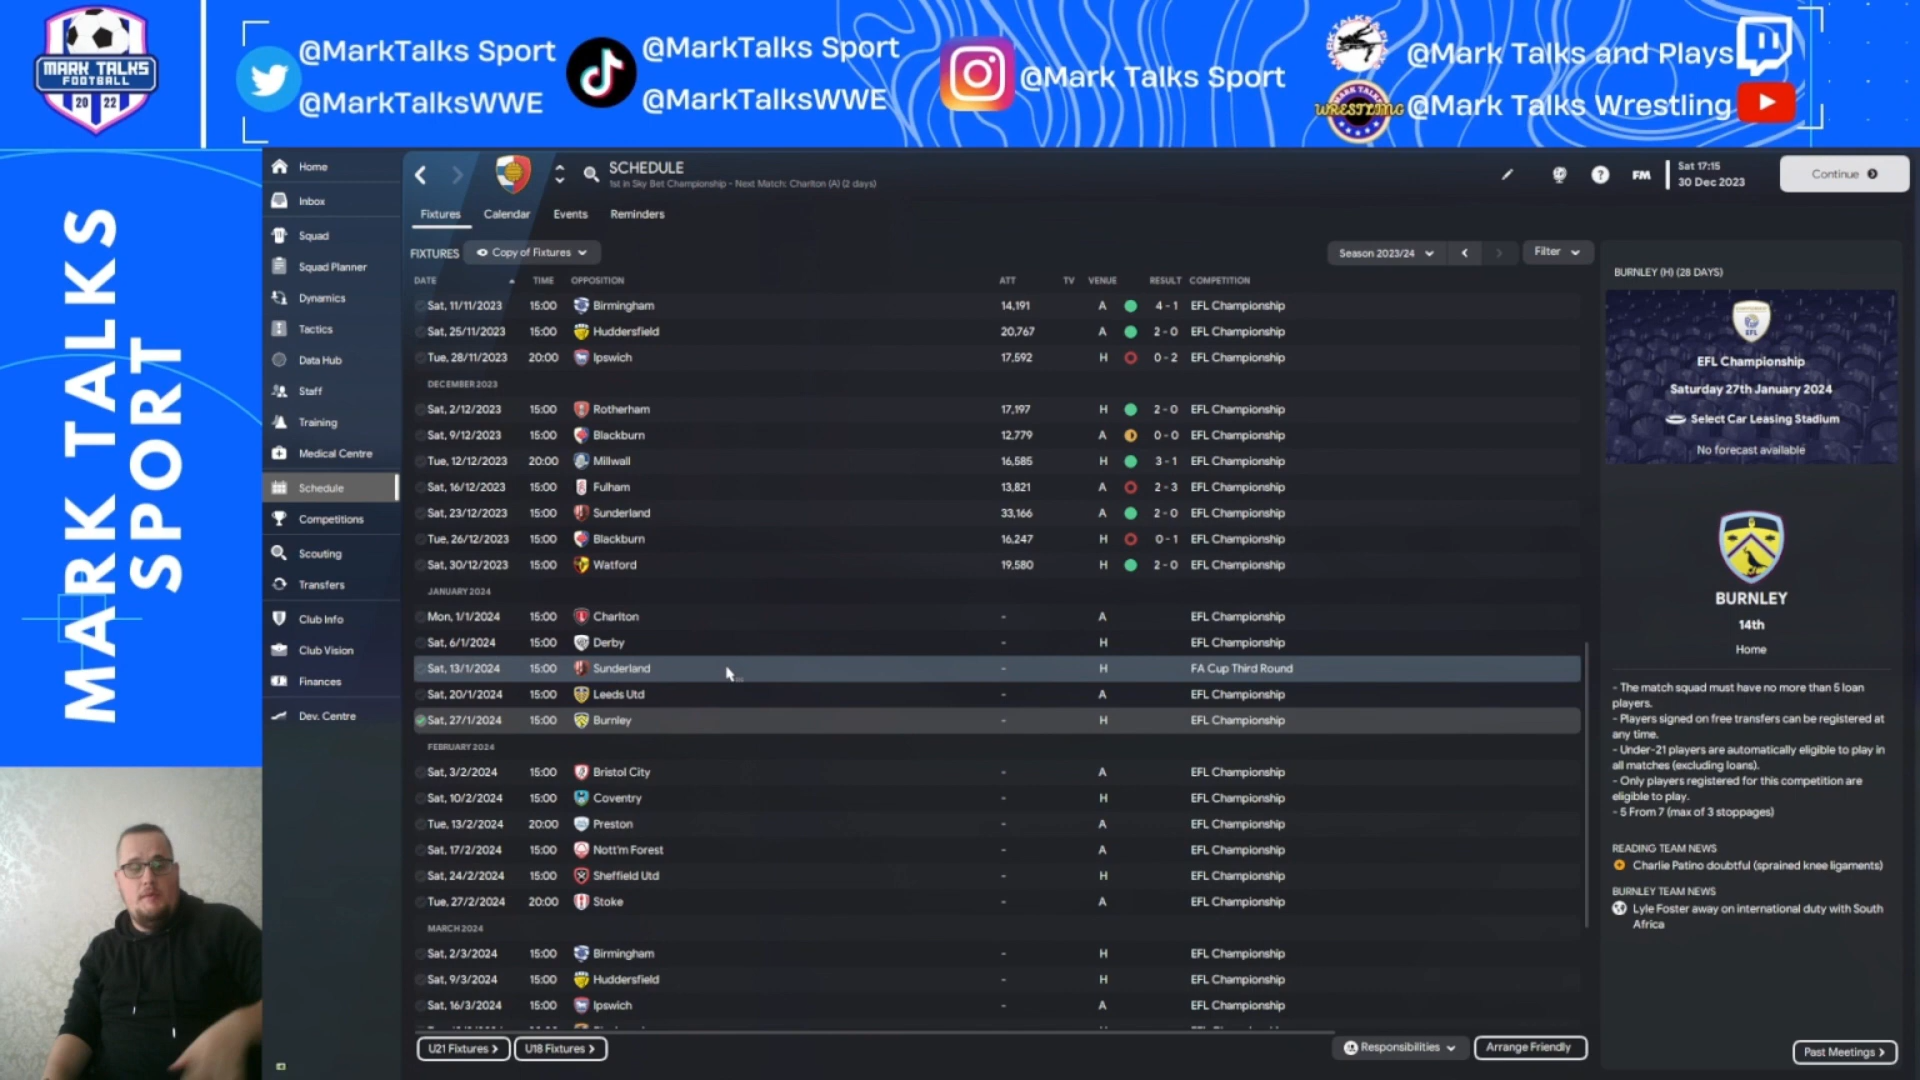 MARK TALKS
FOOTBALL
20 22
@MarkTalks Sport
@MarkTalksWWE
@MarkTalks Sport
@MarkTalksWWE
@Mark Talks Sport
WRESTLING
@Mark Talks and Plays
@Mark Talks Wrestling
MARK TALKS
SPORT
Home
Inbox
Squad
Squad Planner
Dynamics
Tactics
Data Hub
Staff
Training
Medical Centre
Schedule
Competitions
Scouting
Transfers
Club Info
Club Vision
Finances
Dev. Centre
SCHEDULE
1st in Sky Bet Championship - Next Match: Charlton (A) (2 days)
FM
Sat 17:15
30 Dec 2023
Continue
Fixtures Calendar Events Reminders
FIXTURES Copy of Fixtures Season 2023/24 Filter
DATE TIME OPPOSITION ATT TV VENUE RESULT COMPETITION
Sat, 11/11/2023 15:00 Birmingham 14,191 A 4 - 1 EFL Championship
Sat, 25/11/2023 15:00 Huddersfield 20,767 A 2 - 0 EFL Championship
Tue, 28/11/2023 20:00 Ipswich 17,592 H 0 - 2 EFL Championship
DECEMBER 2023
Sat, 2/12/2023 15:00 Rotherham 17,197 H 2 - 0 EFL Championship
Sat, 9/12/2023 15:00 Blackburn 12,779 A 0 - 0 EFL Championship
Tue, 12/12/2023 20:00 Millwall 16,585 H 3 - 1 EFL Championship
Sat, 16/12/2023 15:00 Fulham 13,821 A 2 - 3 EFL Championship
Sat, 23/12/2023 15:00 Sunderland 33,166 A 2 - 0 EFL Championship
Tue, 26/12/2023 15:00 Blackburn 16,247 H 0 - 1 EFL Championship
Sat, 30/12/2023 15:00 Watford 19,580 H 2 - 0 EFL Championship
JANUARY 2024
Mon, 1/1/2024 15:00 Charlton - A EFL Championship
Sat, 6/1/2024 15:00 Derby - H EFL Championship
Sat, 13/1/2024 15:00 Sunderland - H FA Cup Third Round
Sat, 20/1/2024 15:00 Leeds Utd - A EFL Championship
Sat, 27/1/2024 15:00 Burnley - H EFL Championship
FEBRUARY 2024
Sat, 3/2/2024 15:00 Bristol City - A EFL Championship
Sat, 10/2/2024 15:00 Coventry - H EFL Championship
Tue, 13/2/2024 20:00 Preston - A EFL Championship
Sat, 17/2/2024 15:00 Nott'm Forest - A EFL Championship
Sat, 24/2/2024 15:00 Sheffield Utd - H EFL Championship
Tue, 27/2/2024 20:00 Stoke - A EFL Championship
MARCH 2024
Sat, 2/3/2024 15:00 Birmingham - H EFL Championship
Sat, 9/3/2024 15:00 Huddersfield - H EFL Championship
Sat, 16/3/2024 15:00 Ipswich - A EFL Championship
U21 Fixtures > U18 Fixtures > Responsibilities Arrange Friendly
BURNLEY (H) (28 DAYS)
EFL
EFL Championship
Saturday 27th January 2024
Select Car Leasing Stadium
No forecast available
BURNLEY
14th
Home
- The match squad must have no more than 5 loan
players.
- Players signed on free transfers can be registered at
any time.
- Under-21 players are automatically eligible to play in
all matches (excluding loans).
- Only players registered for this competition are
eligible to play.
- 5 From 7 (max of 3 stoppages)
READING TEAM NEWS
Charlie Patino doubtful (sprained knee ligaments)
BURNLEY TEAM NEWS
Lyle Foster away on international duty with South
Africa
Past Meetings >